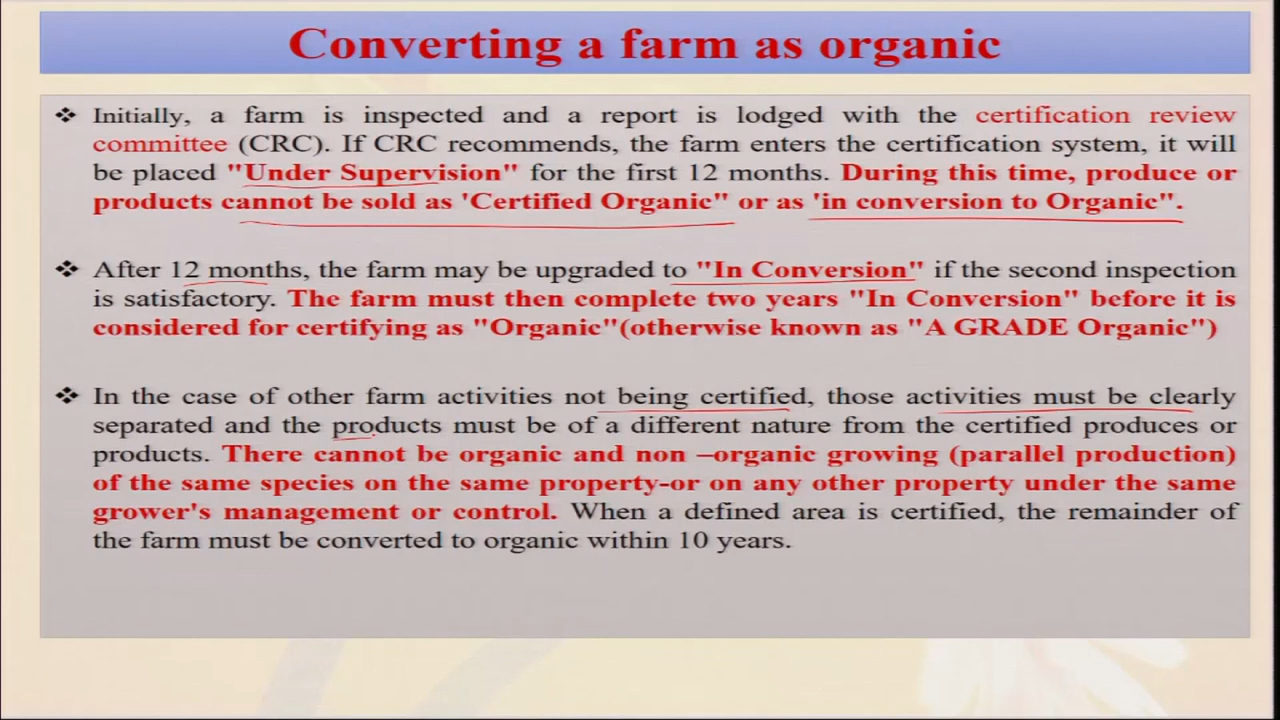 Converting a farm as organic
❖ Initially, a farm is inspected and a report is lodged with the certification review
committee (CRC). If CRC recommends, the farm enters the certification system, it will
be placed "Under Supervision" for the first 12 months. During this time, produce or
products cannot be sold as 'Certified Organic" or as 'in conversion to Organic".
❖ After 12 months, the farm may be upgraded to "In Conversion" if the second inspection
is satisfactory. The farm must then complete two years "In Conversion" before it is
considered for certifying as "Organic"(otherwise known as "A GRADE Organic")
❖ In the case of other farm activities not being certified, those activities must be clearly
separated and the products must be of a different nature from the certified produces or
products. There cannot be organic and non –organic growing (parallel production)
of the same species on the same property-or on any other property under the same
grower's management or control. When a defined area is certified, the remainder of
the farm must be converted to organic within 10 years.